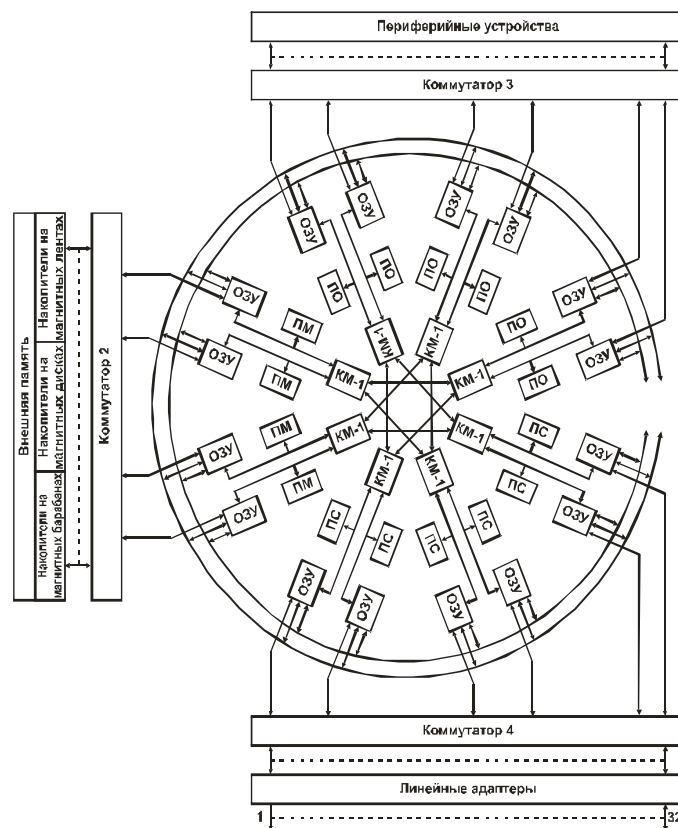 Периферийные устройства
Коммутатор 3
ОЗУ
ОЗУ
ОЗУ
ОЗУ
ПО
ПО
ПО
ПО
Внешняя память
Накопители на
магнитных лентах
Накопители на
магнитных дисках
Накопители на
магнитных барабанах
Коммутатор 2
ОЗУ
ПМ
КМ-1
КМ-1
ПО
ОЗУ
ОЗУ
ПМ
КМ-1
КМ-1
ПО
ОЗУ
ОЗУ
ПМ
КМ-1
КМ-1
ПС
ОЗУ
ОЗУ
ПМ
КМ-1
КМ-1
ПС
ОЗУ
ПС
ПС
ПС
ПС
ОЗУ
ОЗУ
ОЗУ
ОЗУ
Коммутатор 4
Линейные адаптеры
1
32